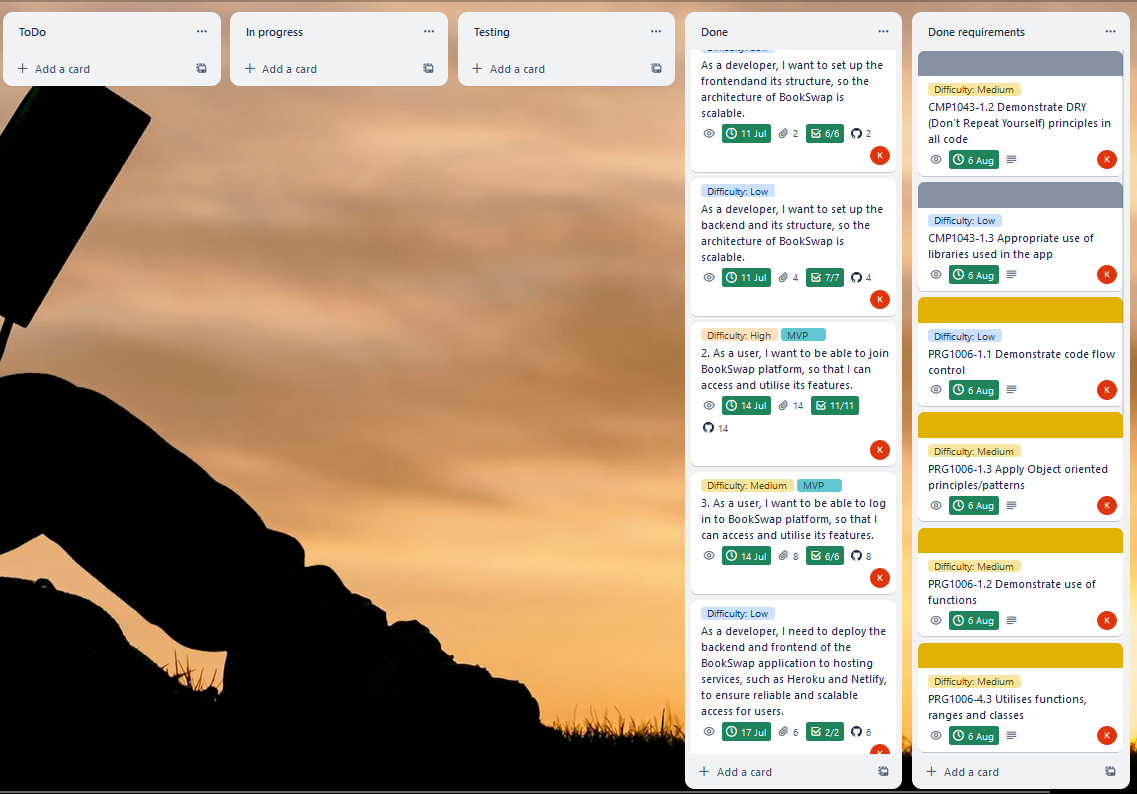 ToDo
Add a card
In progress
Add a card
Testing
Add a card
Done
Difficulty: Low
As a developer, I want to set up the
frontendand its structure, so the
architecture of BookSwap is
scalable.
11 Jul 2 6/6 2
K
Difficulty: Low
As a developer, I want to set up the
backend and its structure, so the
architecture of BookSwap is
scalable.
11 Jul 4 7/7 4
K
Difficulty: High MVP
2. As a user, I want to be able to join
BookSwap platform, so that I can
access and utilise its features.
14 Jul 14 11/11
14
K
Difficulty: Medium MVP
3. As a user, I want to be able to log
in to BookSwap platform, so that I
can access and utilise its features.
14 Jul 8 6/6 8
K
Difficulty: Low
As a developer, I need to deploy the
backend and frontend of the
BookSwap application to hosting
services, such as Heroku and Netlify,
to ensure reliable and scalable
access for users.
17 Jul 6 2/2 6
K
Add a card
Done requirements
Difficulty: Medium
CMP1043-1.2 Demonstrate DRY
(Don't Repeat Yourself) principles in
all code
6 Aug
K
Difficulty: Low
CMP1043-1.3 Appropriate use of
libraries used in the app
6 Aug
K
Difficulty: Low
PRG1006-1.1 Demonstrate code flow
control
6 Aug
K
Difficulty: Medium
PRG1006-1.3 Apply Object oriented
principles/patterns
6 Aug
K
Difficulty: Medium
PRG1006-1.2 Demonstrate use of
functions
6 Aug
K
Difficulty: Medium
PRG1006-4.3 Utilises functions,
ranges and classes
6 Aug
K
Add a card